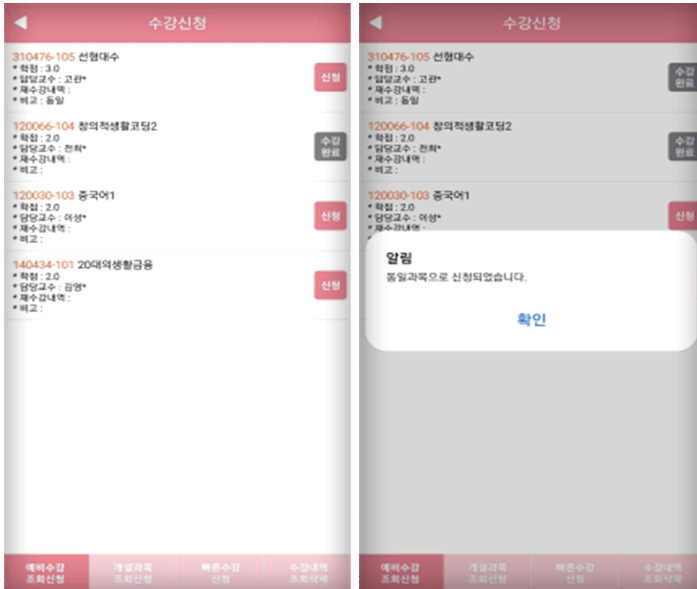 수강신청
310476-105 선형대수
* 학점 : 3.0
* 담당교수 : 고관*
* 재수강내역 :
* 비고 : 동일
신청
120066-104 창의적생활코딩2
* 학점 : 2.0
* 담당교수 : 전희*
* 재수강내역 :
* 비고 :
수강
완료
120030-103 중국어1
* 학점 : 2.0
* 담당교수 : 이성*
* 재수강내역 :
* 비고 :
신청
140434-101 20대의생활금융
* 학점 : 2.0
* 담당교수 : 김영*
* 재수강내역 :
* 비고 :
신청
예비수강
조회신청
개설과목
조회신청
빠른수강
신청
수강내역
조회삭제
수강신청
310476-105 선형대수
* 학점 : 3.0
* 담당교수 : 고관*
* 재수강내역 :
* 비고 : 동일
수강
완료
120066-104 창의적생활코딩2
* 학점 : 2.0
* 담당교수 : 전희*
* 재수강내역 :
* 비고 :
수강
완료
120030-103 중국어1
* 학점 : 2.0
* 담당교수 : 이성*
* 재수강내역 :
신청
알림
동일과목으로 신청되었습니다.
확인
예비수강
조회신청
개설과목
조회신청
빠른수강
신청
수강내역
조회삭제